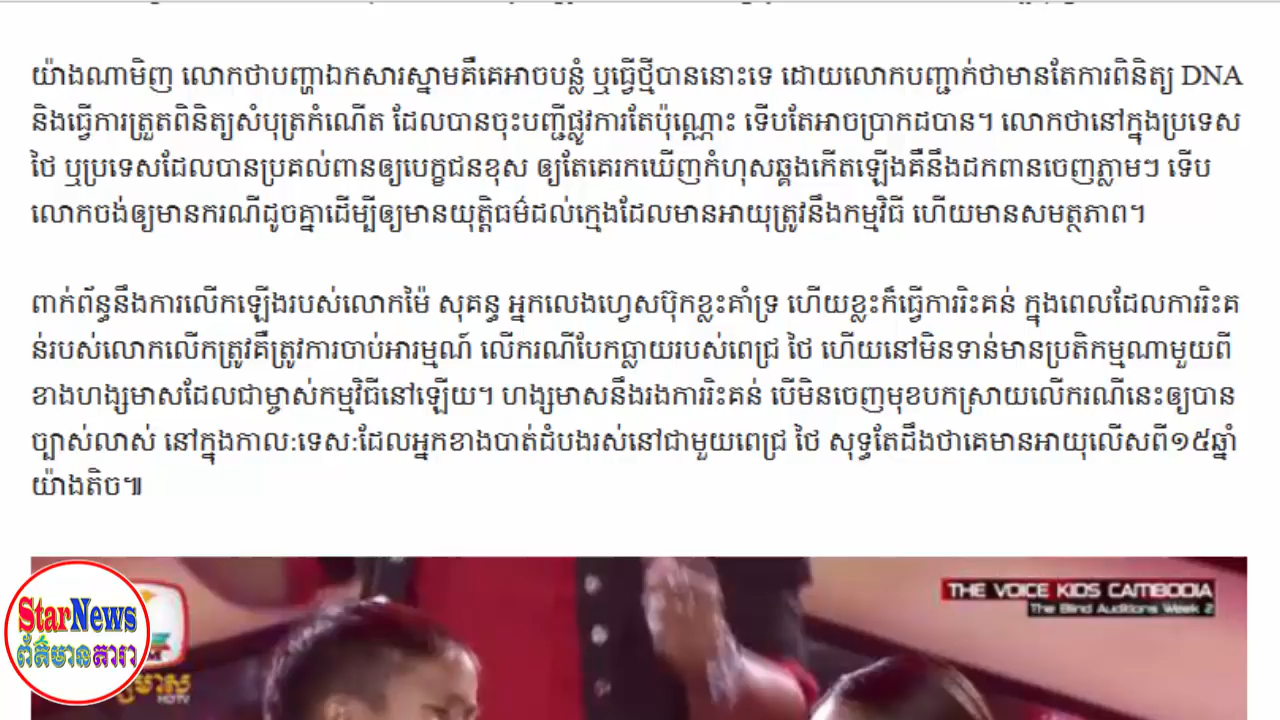 យ៉ាងណាមិញ លោកថាបញ្ហាឯកសារស្នាមគឺគេអាចបន្លំ ឬធ្វើថ្មីបាននោះទេ ដោយលោកបញ្ជាក់ថាមានតែការពិនិត្យ DNA
និងធ្វើការត្រួតពិនិត្យសំបុត្រកំណើត ដែលបានចុះបញ្ជីផ្លូវការតែប៉ុណ្ណោះ ទើបតែអាចប្រាកដបាន។ លោកថានៅក្នុងប្រទេស
ថៃ ឬប្រទេសដែលបានប្រគល់ពានឲ្យបេក្ខជនខុស ឲ្យតែគេរកឃើញកំហុសឆ្គងកើតឡើងគឺនឹងដកពានចេញភ្លាមៗ ទើប
លោកចង់ឲ្យមានករណីដូចគ្នាដើម្បីឲ្យមានយុត្តិធម៌ដល់ក្មេងដែលមានអាយុត្រូវនឹងកម្មវិធី ហើយមានសមត្ថភាព។
ពាក់ព័ន្ធនឹងការលើកឡើងរបស់លោកម៉ៃ សុគន្ធ អ្នកលេងហ្វេសប៊ុកខ្លះគាំទ្រ ហើយខ្លះក៏ធ្វើការរិះគន់ ក្នុងពេលដែលការរិះគ
ន់របស់លោកលើកត្រូវគឺត្រូវការចាប់អារម្មណ៍ លើករណីបែកធ្លាយរបស់ពេជ្រ ថៃ ហើយនៅមិនទាន់មានប្រតិកម្មណាមួយពី
ខាងហង្សមាសដែលជាម្ចាស់កម្មវិធីនៅឡើយ។ ហង្សមាសនឹងរងការរិះគន់ បើមិនចេញមុខបកស្រាយលើករណីនេះឲ្យបាន
ច្បាស់លាស់ នៅក្នុងកាល:ទេស:ដែលអ្នកខាងបាត់ដំបងរស់នៅជាមួយពេជ្រ ថៃ សុទ្ធតែដឹងថាគេមានអាយុលើសពី១៥ឆ្នាំ
យ៉ាងតិច៕
THE VOICE KIDS CAMBODIA
The Blind Auditions Week 2
StarNews
ព័ត៌មានតារា
HDTV